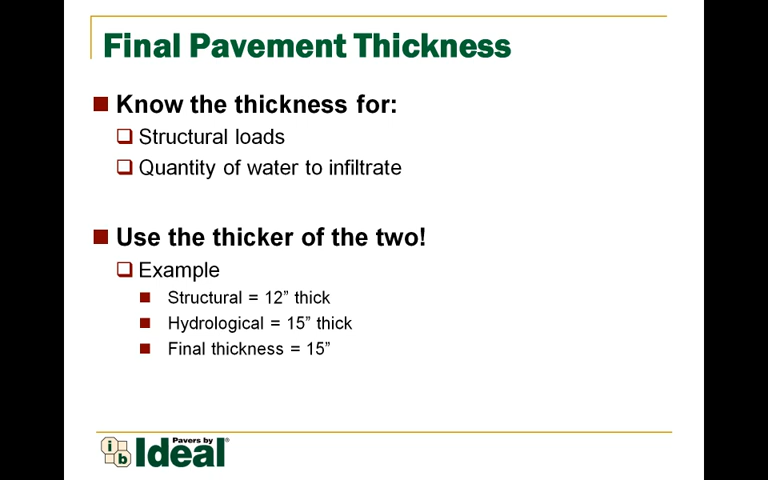 Final Pavement Thickness
Know the thickness for:
Structural loads
Quantity of water to infiltrate
Use the thicker of the two!
Example
Structural = 12” thick
Hydrological = 15” thick
Final thickness = 15”
i b
Pavers by
Ideal®